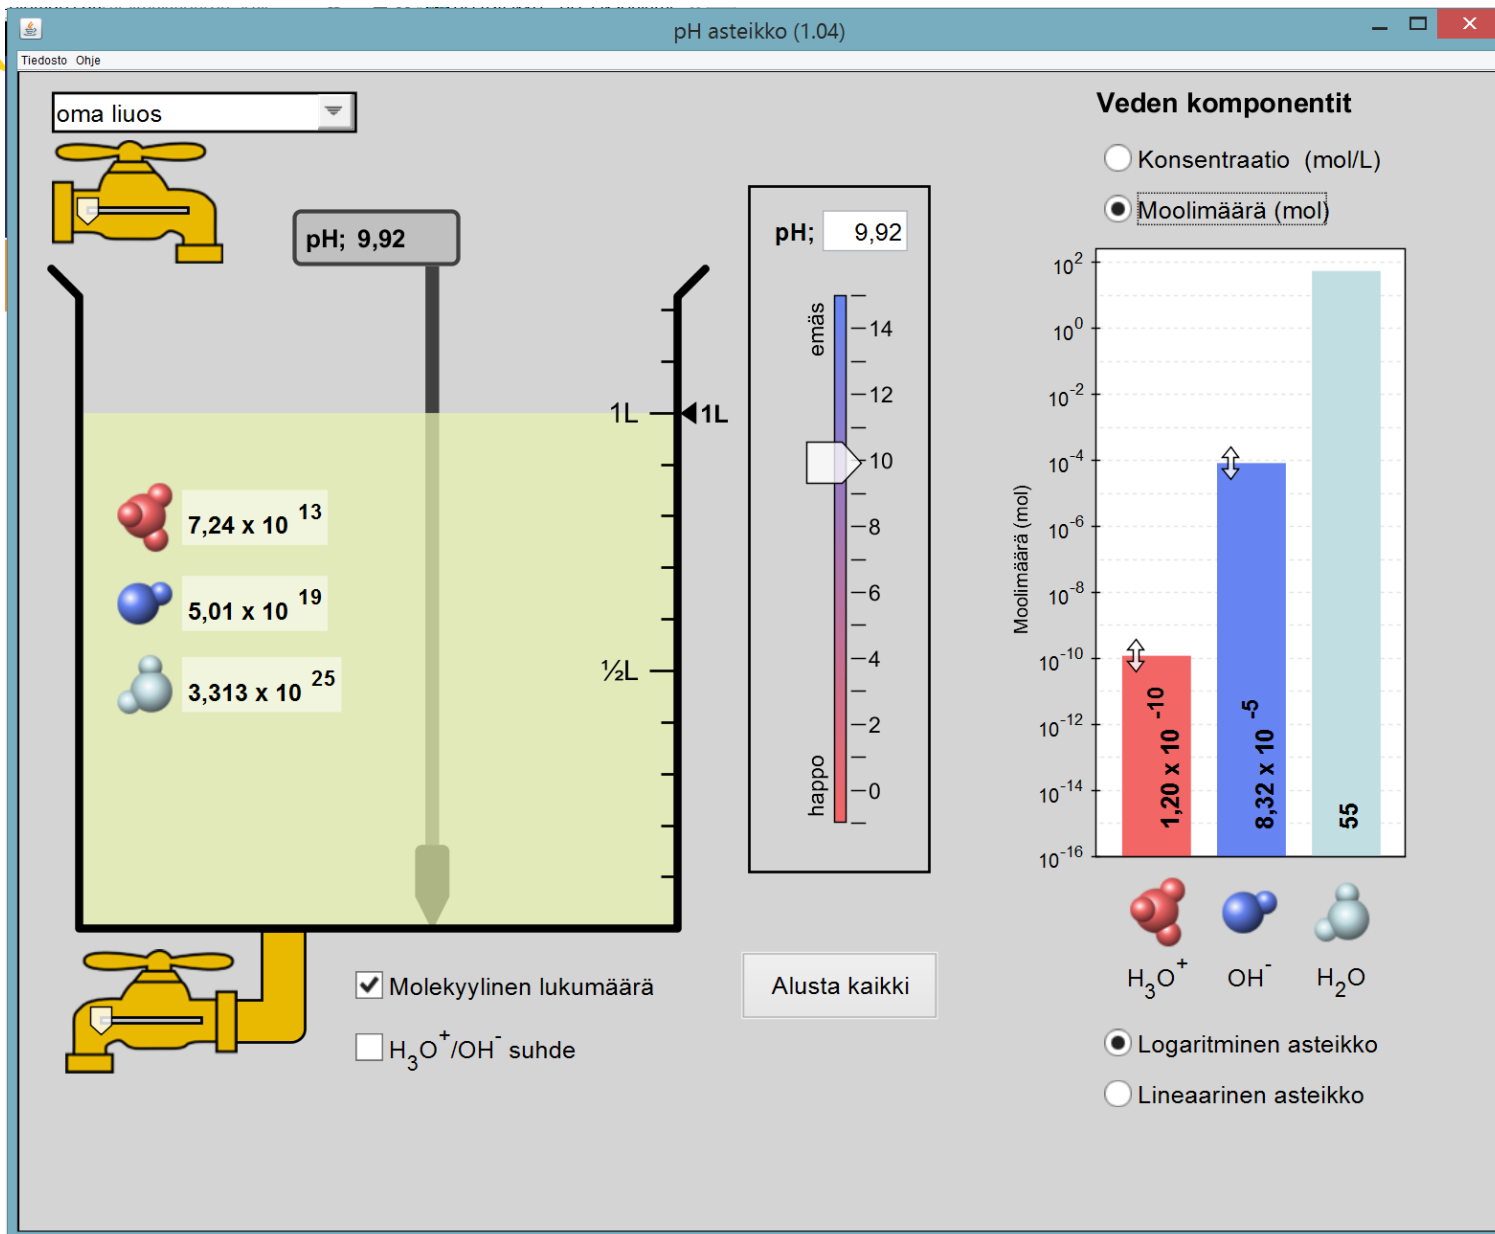 pH asteikko (1.04)
Tiedosto Ohje
oma liuos
pH; 9,92
1L
1L
½L
7,24 x 10 13
5,01 x 10 19
3,313 x 10 25
Molekyylinen lukumäärä
H3O+/OH- suhde
pH; 9,92
emäs
14
12
10
8
6
4
2
0
happo
Alusta kaikki
Veden komponentit
Konsentraatio (mol/L)
Moolimäärä (mol)
Moolimäärä (mol)
10^2
10^0
10^-2
10^-4
10^-6
10^-8
10^-10
10^-12
10^-14
10^-16
1,20 x 10 -10
8,32 x 10 -5
55
H3O+ OH- H2O
Logaritminen asteikko
Lineaarinen asteikko